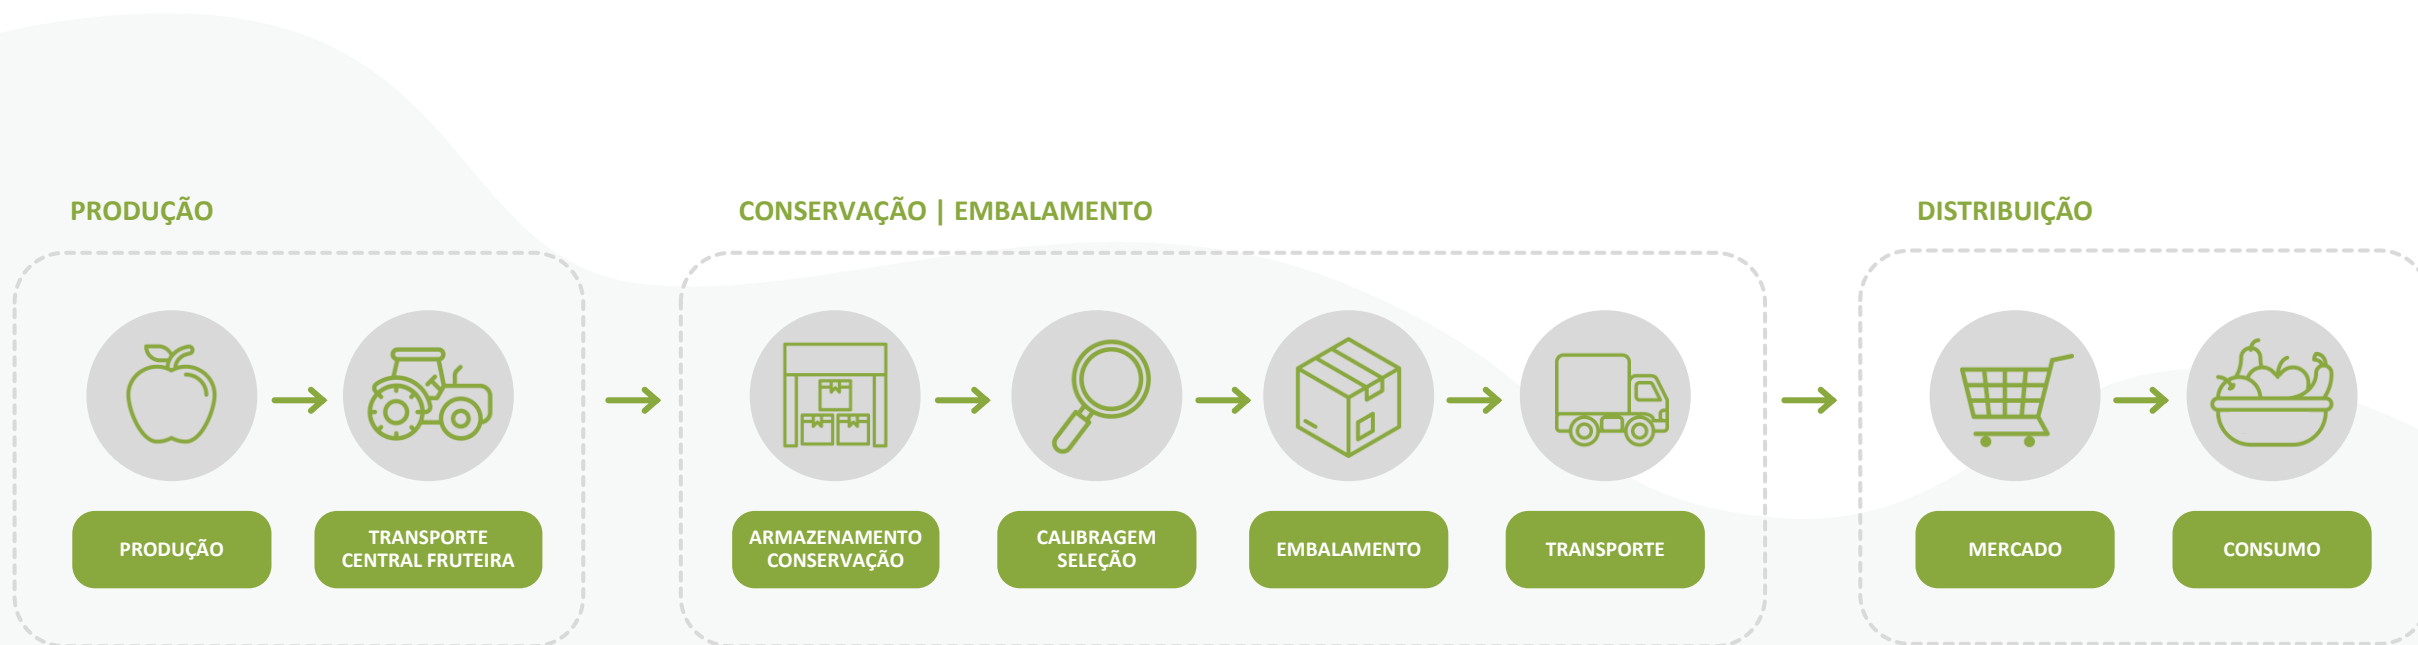 PRODUÇÃO
CONSERVAÇÃO | EMBALAMENTO
DISTRIBUIÇÃO
PRODUÇÃO
TRANSPORTE
CENTRAL FRUTEIRA
ARMAZENAMENTO
CONSERVAÇÃO
CALIBRAGEM
SELEÇÃO
EMBALAMENTO
TRANSPORTE
MERCADO
CONSUMO